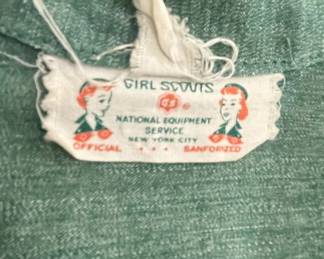 GIRL SCOUTS
GS
NATIONAL EQUIPMENT
SERVICE
NEW YORK CITY
OFFICIAL * * * SANFORIZED